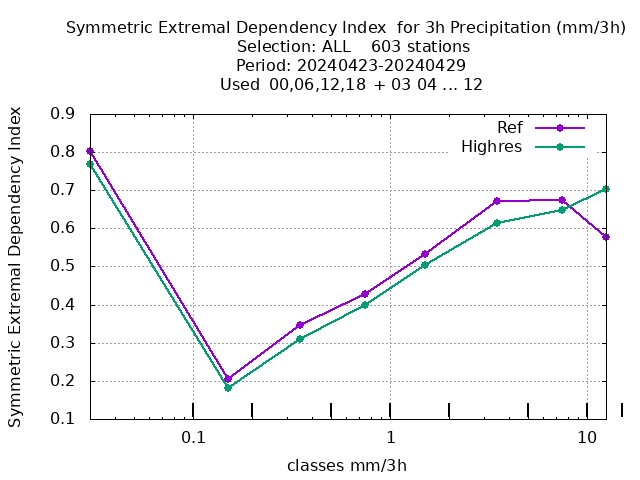 Symmetric Extremal Dependency Index  for 3h Precipitation (mm/3h)
Selection: ALL    603 stations
Period: 20240423-20240429
Used  00,06,12,18  + 03 04 ... 12
Symmetric Extremal Dependency Index
0.9
0.8
0.7
0.6
0.5
0.4
0.3
0.2
0.1
Ref
Highres
0.1 1 10
classes mm/3h